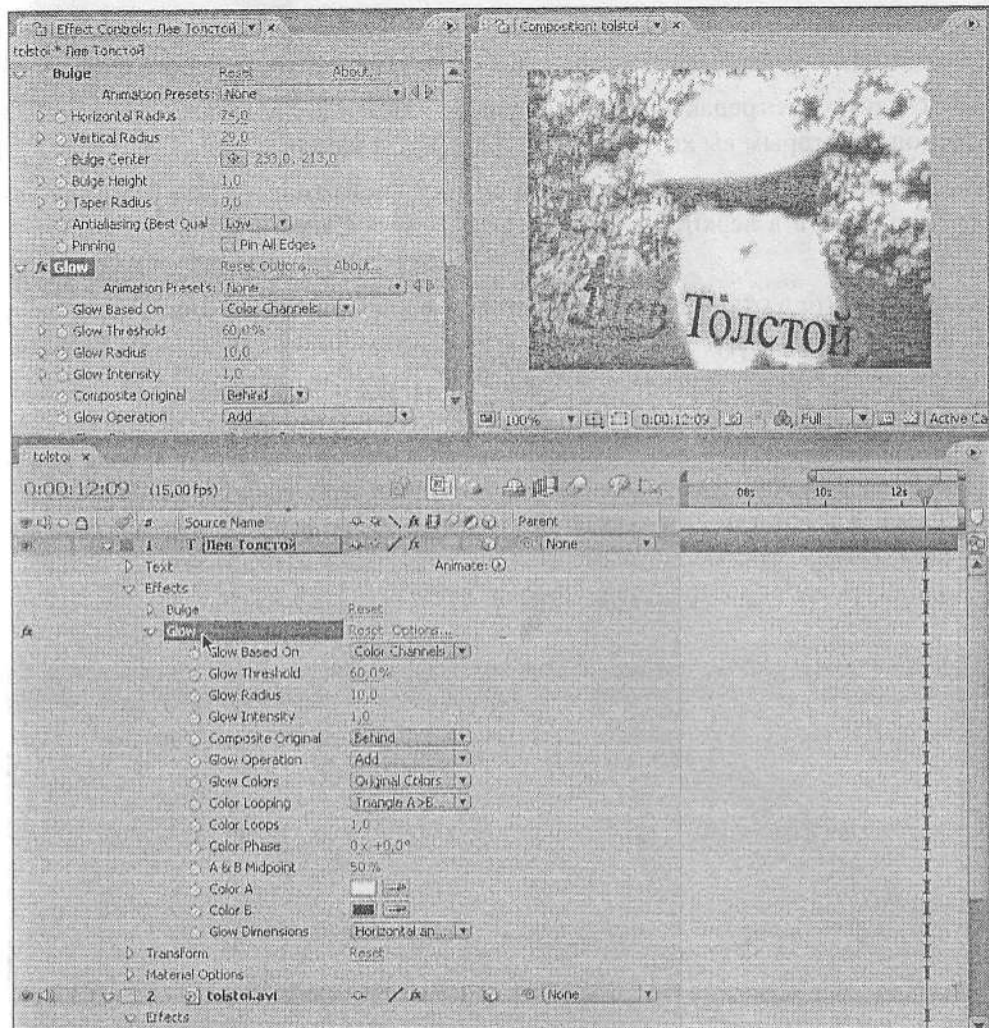 Effect Controls: Лев Толстой
tolstoi * Лев Толстой
Bulge Reset About...
Animation Presets: None
Horizontal Radius 74,0
Vertical Radius 29,0
Bulge Center 233,0, 213,0
Bulge Height 1,0
Taper Radius 0,0
Antialiasing (Best Qual Low
Pinning Pin All Edges
fx Glow Reset Options... About...
Animation Presets: None
Glow Based On Color Channels
Glow Threshold 60,0%
Glow Radius 10,0
Glow Intensity 1,0
Composite Original Behind
Glow Operation Add
Composition: tolstoi
Лев Толстой
100% 0:00:12:09 Full Active Ca
tolstoi
0:00:12:09 (15,00 fps)
08s 10s 12s
# Source Name fx Parent
1 T Лев Толстой fx None
Text Animate:
Effects
Bulge Reset
fx Glow Reset Options...
Glow Based On Color Channels
Glow Threshold 60,0%
Glow Radius 10,0
Glow Intensity 1,0
Composite Original Behind
Glow Operation Add
Glow Colors Original Colors
Color Looping Triangle A>B...
Color Loops 1,0
Color Phase 0 x +0,0°
A & B Midpoint 50%
Color A
Color B
Glow Dimensions Horizontal an...
Transform Reset
Material Options
2 tolstoi.avi fx None
Effects